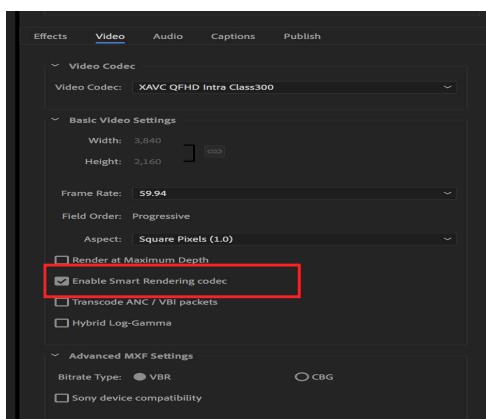 Effects Video Audio Captions Publish
Video Codec
Video Codec: XAVC QFHD Intra Class300
Basic Video Settings
Width: 3,840
Height: 2,160
Frame Rate: 59.94
Field Order: Progressive
Aspect: Square Pixels (1.0)
Render at Maximum Depth
Enable Smart Rendering codec
Transcode ANC / VBI packets
Hybrid Log-Gamma
Advanced MXF Settings
Bitrate Type: VBR CBG
Sony device compatibility